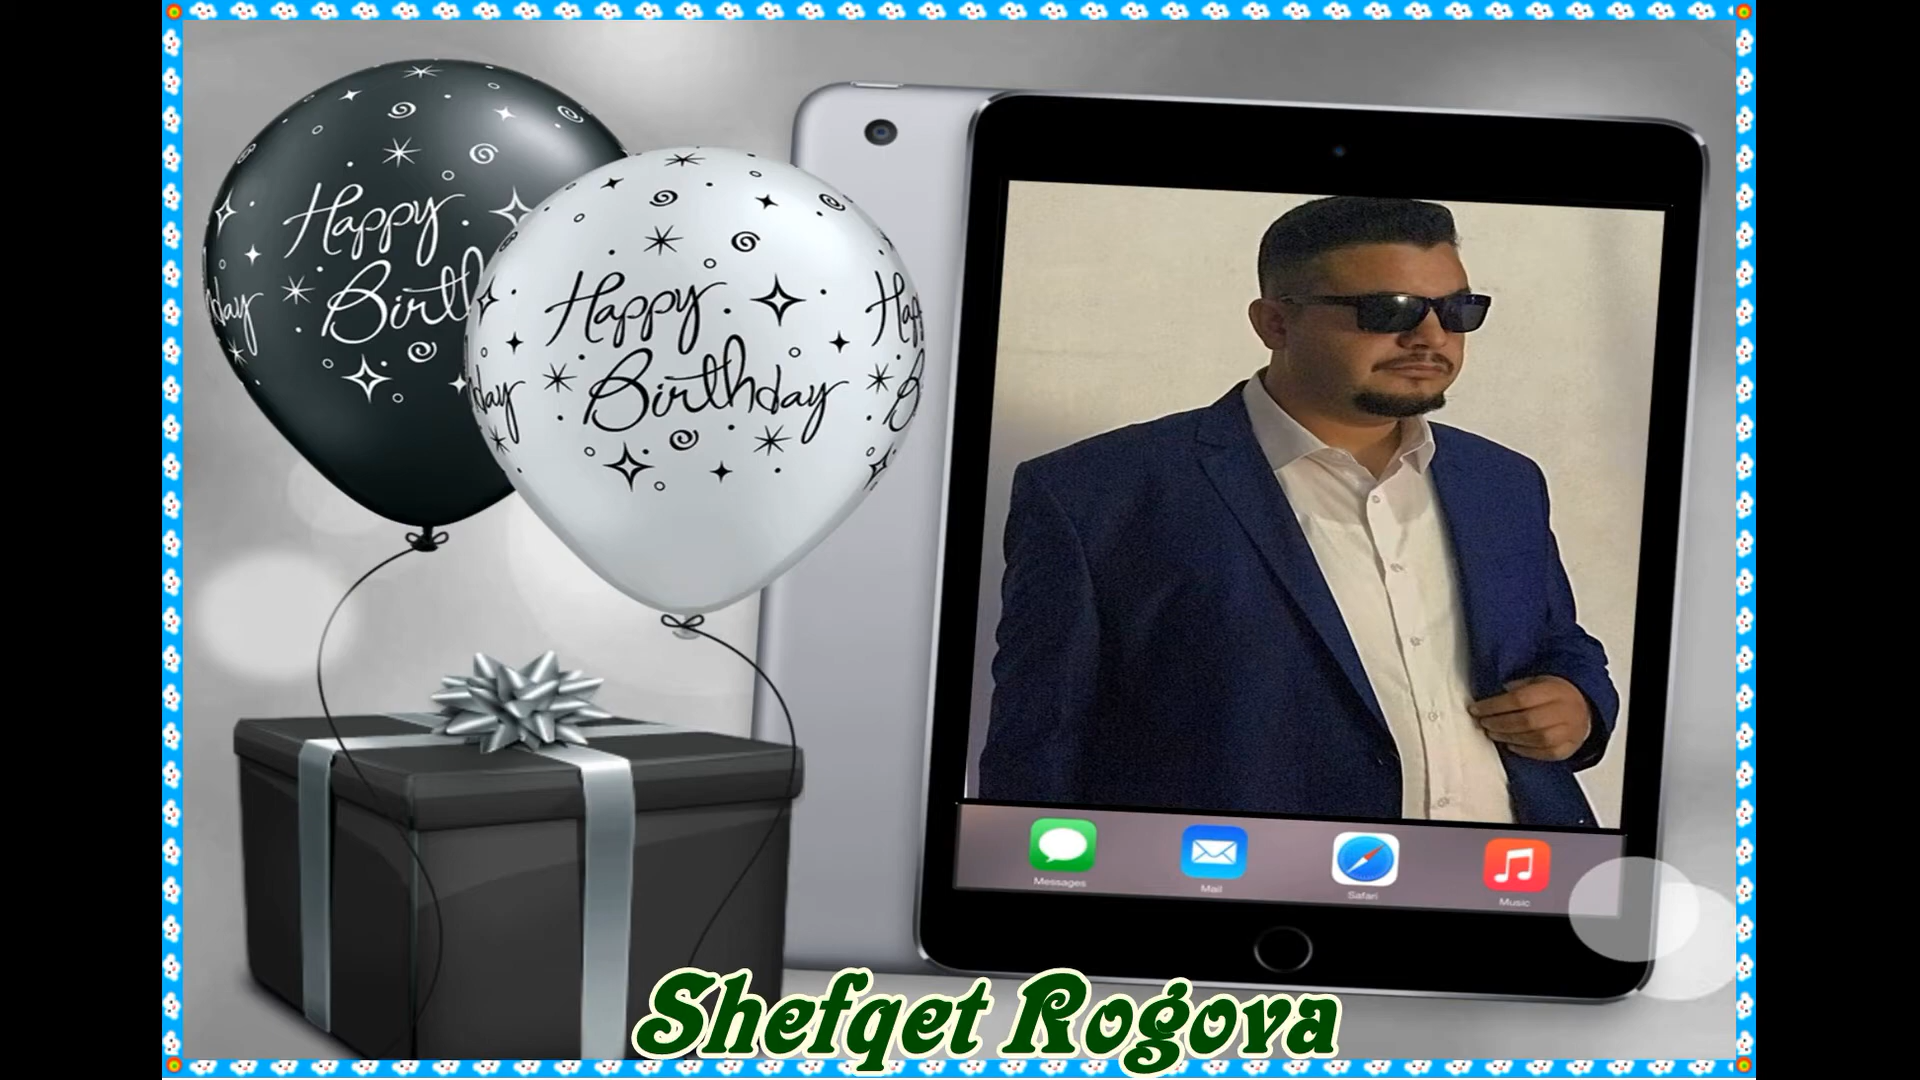 Happy
Birthday
Happy
Birthday
Messages
Mail
Safari
Music
Shefqet Rogova